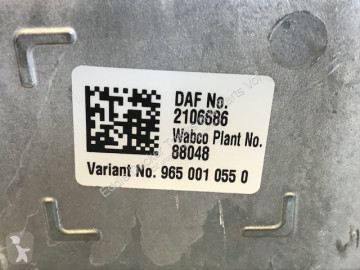 DAF No.
2106686
Wabco Plant No.
88048
Variant No. 965 001 055 0